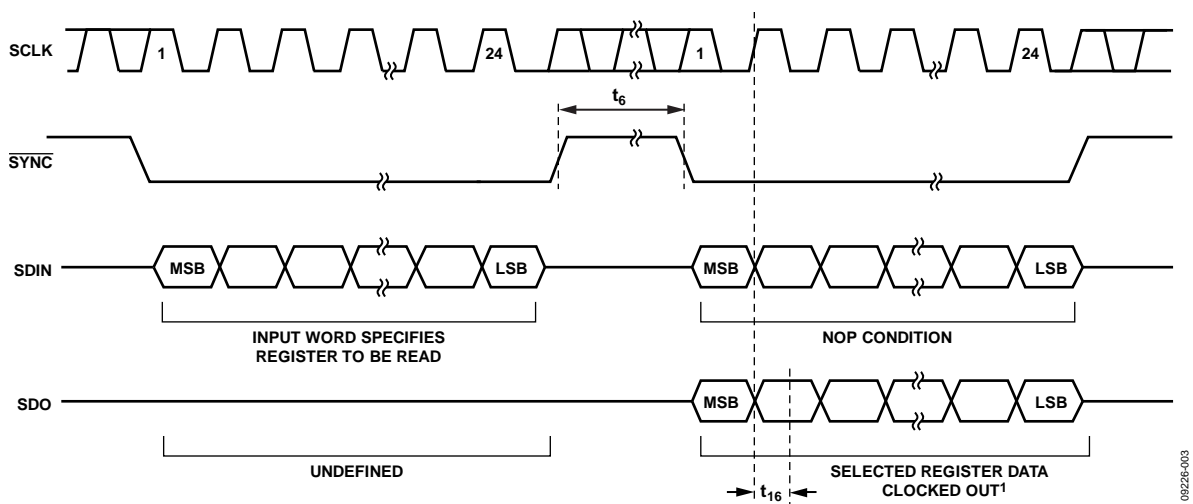 SCLK
1
24
1
24
t6
SYNC
SDIN
MSB
LSB
MSB
LSB
INPUT WORD SPECIFIES
REGISTER TO BE READ
NOP CONDITION
SDO
MSB
LSB
UNDEFINED
SELECTED REGISTER DATA
CLOCKED OUT1
t16
09226-003